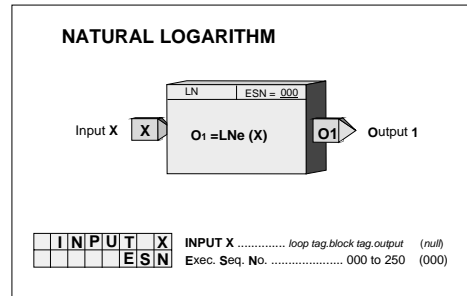 NATURAL LOGARITHM
LN ESN = 000
Input X X O1 =LNe (X) O1 Output 1
INPUT X INPUT X .............. loop tag.block tag.output (null)
ESN Exec. Seq. No. ..................... 000 to 250 (000)